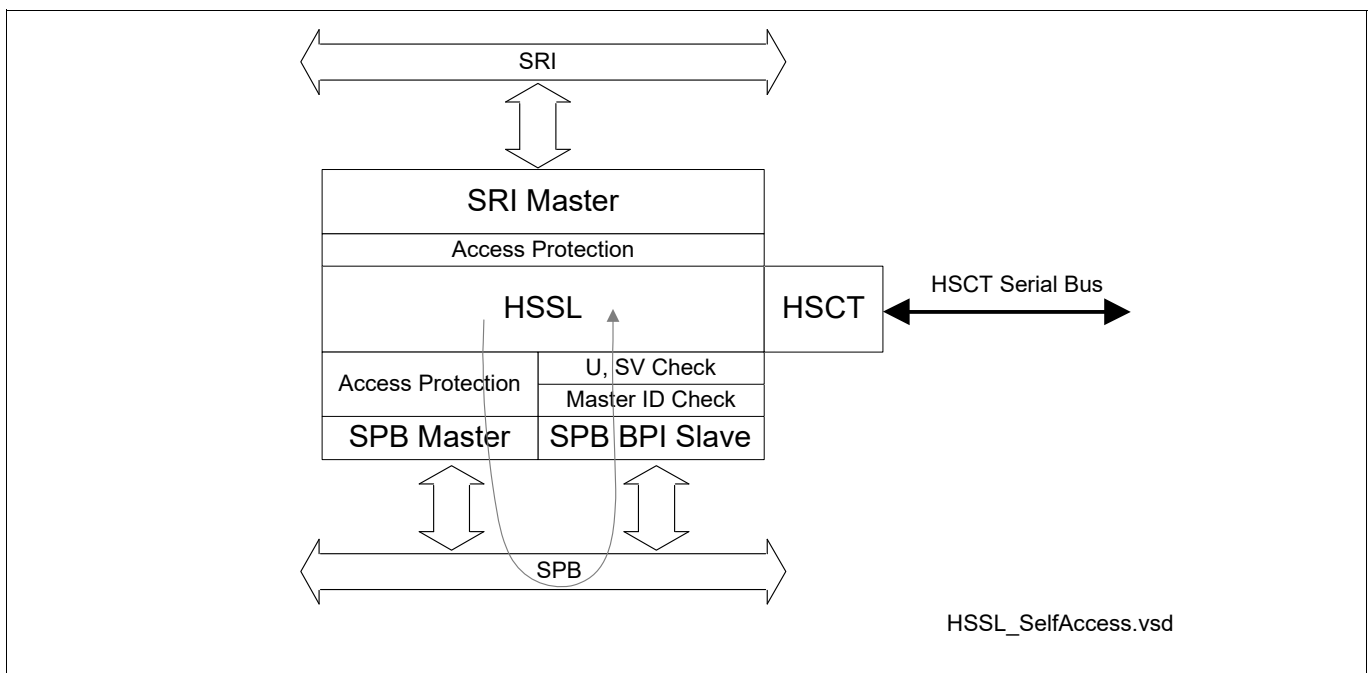 SRI
SRI Master
Access Protection
HSSL
HSCT
HSCT Serial Bus
Access Protection
U, SV Check
Master ID Check
SPB Master
SPB BPI Slave
SPB
HSSL_SelfAccess.vsd